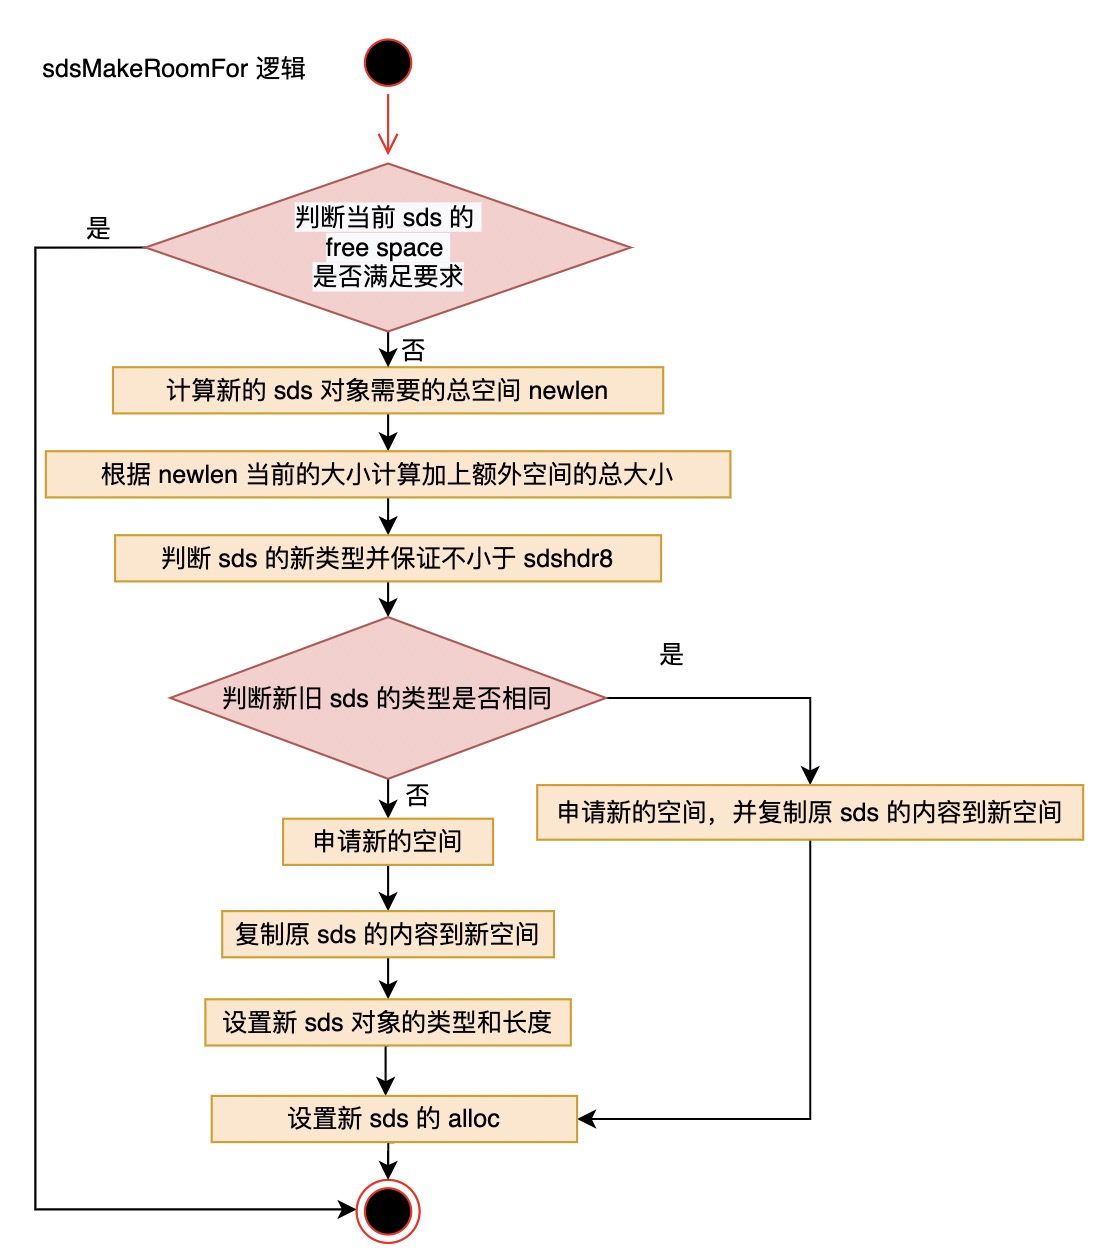 sdsMakeRoomFor 逻辑
是
判断当前 sds 的
free space
是否满足要求
否
计算新的 sds 对象需要的总空间 newlen
根据 newlen 当前的大小计算加上额外空间的总大小
判断 sds 的新类型并保证不小于 sdshdr8
是
判断新旧 sds 的类型是否相同
否
申请新的空间，并复制原 sds 的内容到新空间
申请新的空间
复制原 sds 的内容到新空间
设置新 sds 对象的类型和长度
设置新 sds 的 alloc